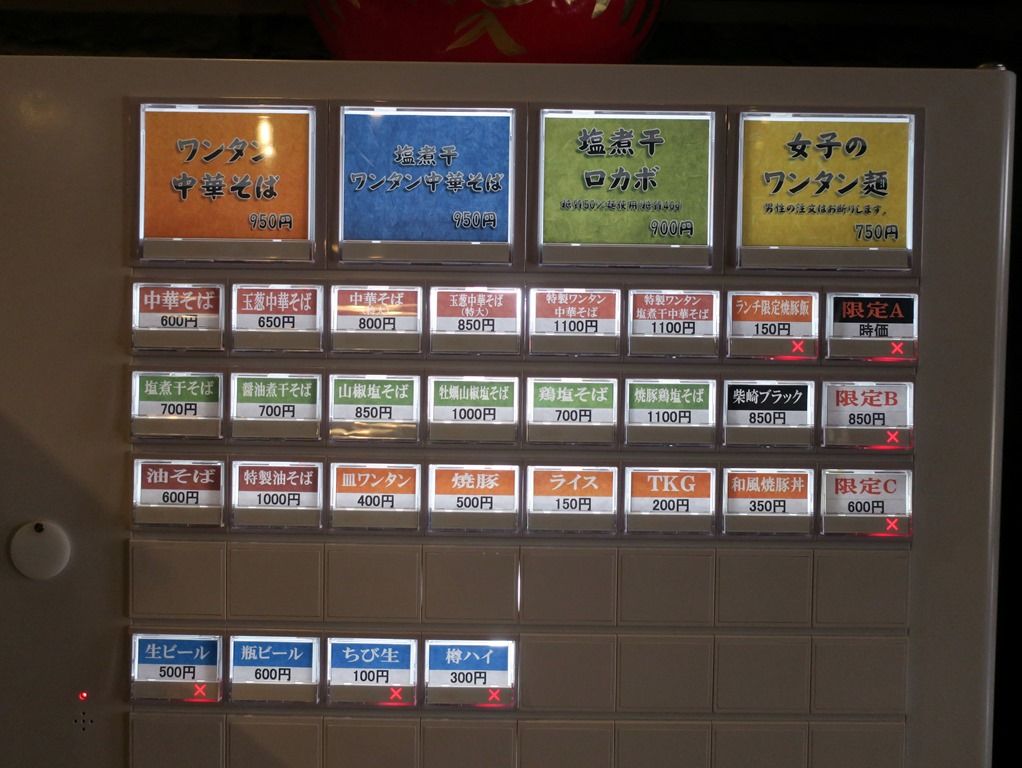 ワンタン
中華そば
950円
塩煮干
ワンタン中華そば
950円
塩煮干
ロカボ
糖質50%麺使用(糖質40g)
900円
女子の
ワンタン麺
男性の注文はお断りします。
750円
中華そば
600円
玉葱中華そば
650円
中華そば
800円
玉葱中華そば
(特大)
850円
特製ワンタン
中華そば
1100円
特製ワンタン
塩煮干中華そば
1100円
ランチ限定焼豚飯
150円
限定A
時価
塩煮干そば
700円
醤油煮干そば
700円
山椒塩そば
850円
牡蠣山椒塩そば
1000円
鶏塩そば
700円
焼豚鶏塩そば
1100円
柴崎ブラック
850円
限定B
850円
油そば
600円
特製油そば
1000円
皿ワンタン
400円
焼豚
500円
ライス
150円
TKG
200円
和風焼豚丼
350円
限定C
600円
生ビール
500円
瓶ビール
600円
ちび生
100円
樽ハイ
300円